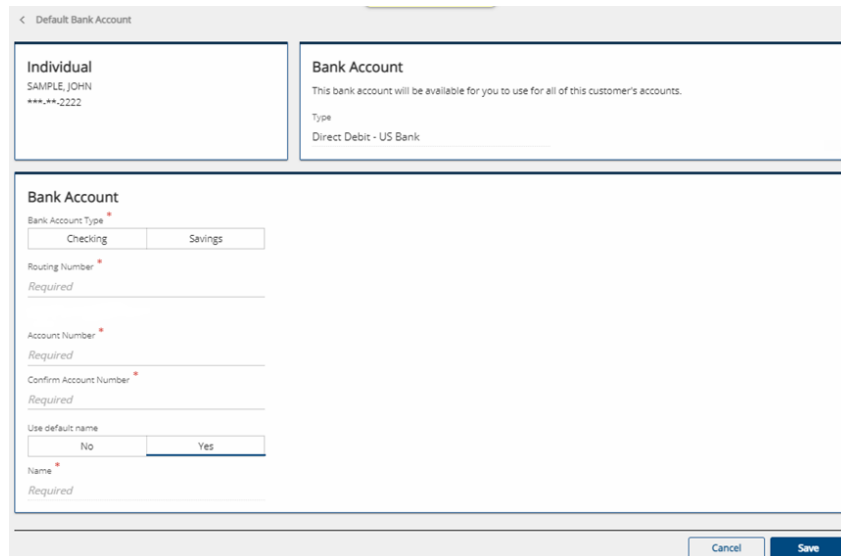 < Default Bank Account
Individual
SAMPLE, JOHN
***-**-2222
Bank Account
This bank account will be available for you to use for all of this customer's accounts.
Type
Direct Debit - US Bank
Bank Account
Bank Account Type *
Checking Savings
Routing Number *
Required
Account Number *
Required
Confirm Account Number *
Required
Use default name
No Yes
Name *
Required
Cancel Save